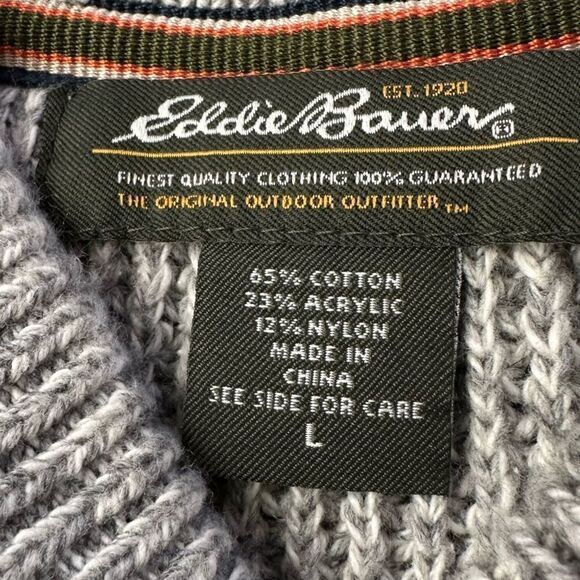 EST. 1920
Eddie Bauer®
FINEST QUALITY CLOTHING 100% GUARANTEED
THE ORIGINAL OUTDOOR OUTFITTER ™
65% COTTON
23% ACRYLIC
12% NYLON
MADE IN
CHINA
SEE SIDE FOR CARE
L